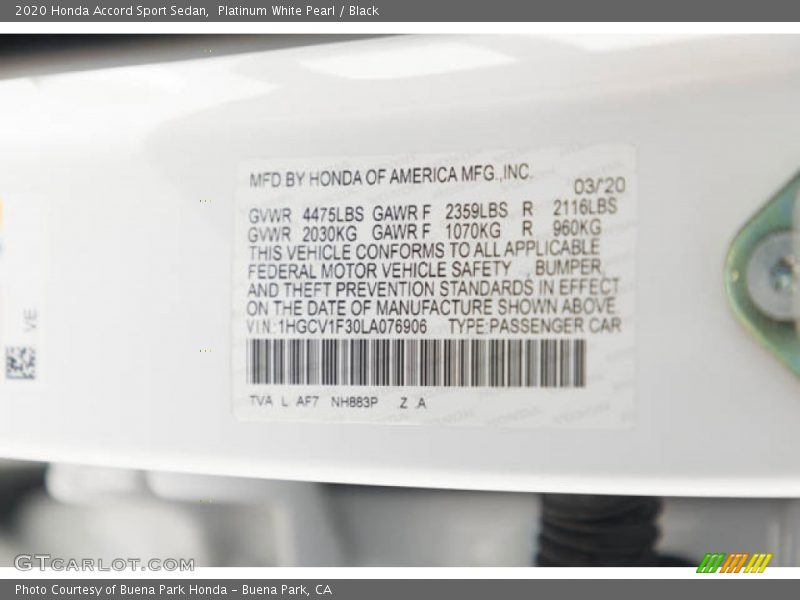 2020 Honda Accord Sport Sedan, Platinum White Pearl / Black
MFD.BY HONDA OF AMERICA MFG.,INC.
03/20
GVWR 4475LBS GAWR F 2359LBS R 2116LBS
GVWR 2030KG GAWR F 1070KG R 960KG
THIS VEHICLE CONFORMS TO ALL APPLICABLE
FEDERAL MOTOR VEHICLE SAFETY , BUMPER,
AND THEFT PREVENTION STANDARDS IN EFFECT
ON THE DATE OF MANUFACTURE SHOWN ABOVE.
VIN:1HGCV1F30LA076906 TYPE:PASSENGER CAR
TVA L AF7 NH883P Z A
VE
GTCARLOT.COM
Photo Courtesy of Buena Park Honda - Buena Park, CA